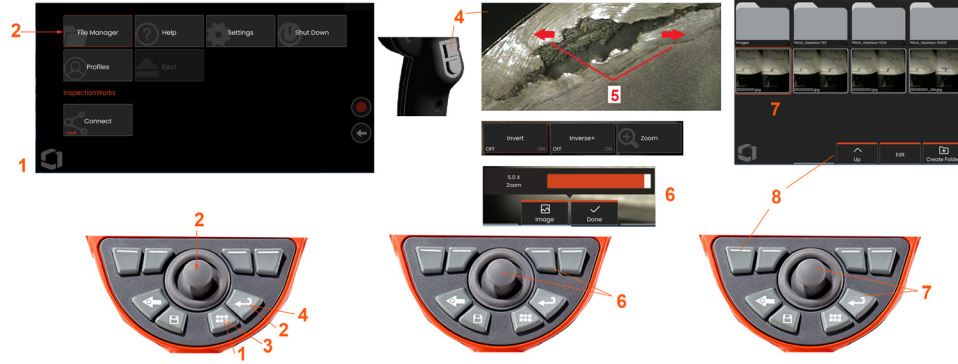 2
File Manager
Help
Settings
Shut Down
Profiles
Eject
InspectionWorks
Connect
1
4
5
Invert
OFF
ON
Inverse+
OFF
ON
Zoom
5.0 X
Zoom
Image
Done
6
7
Up
Edit
Create Folde
8
2
4
2
3
1
6
7